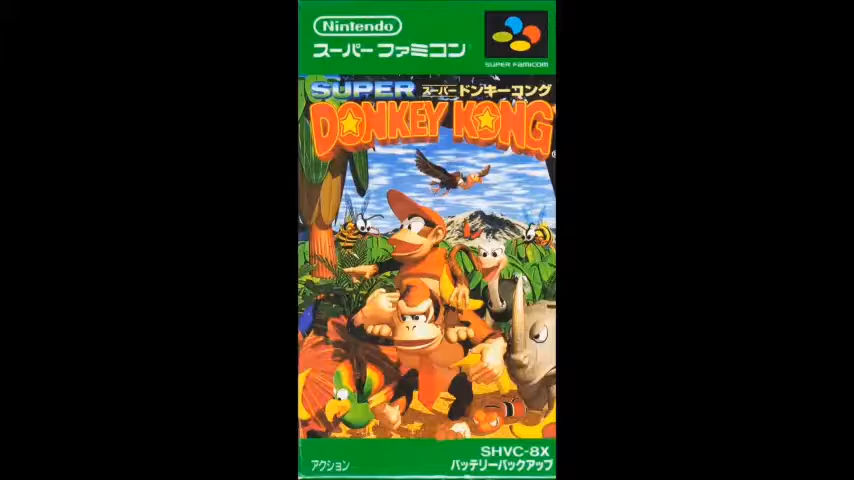 Nintendo
スーパーファミコン
SUPER FAMICOM
SUPER スーパードンキーコング
DONKEY KONG
®
SHVC-8X
アクション バッテリーバックアップ